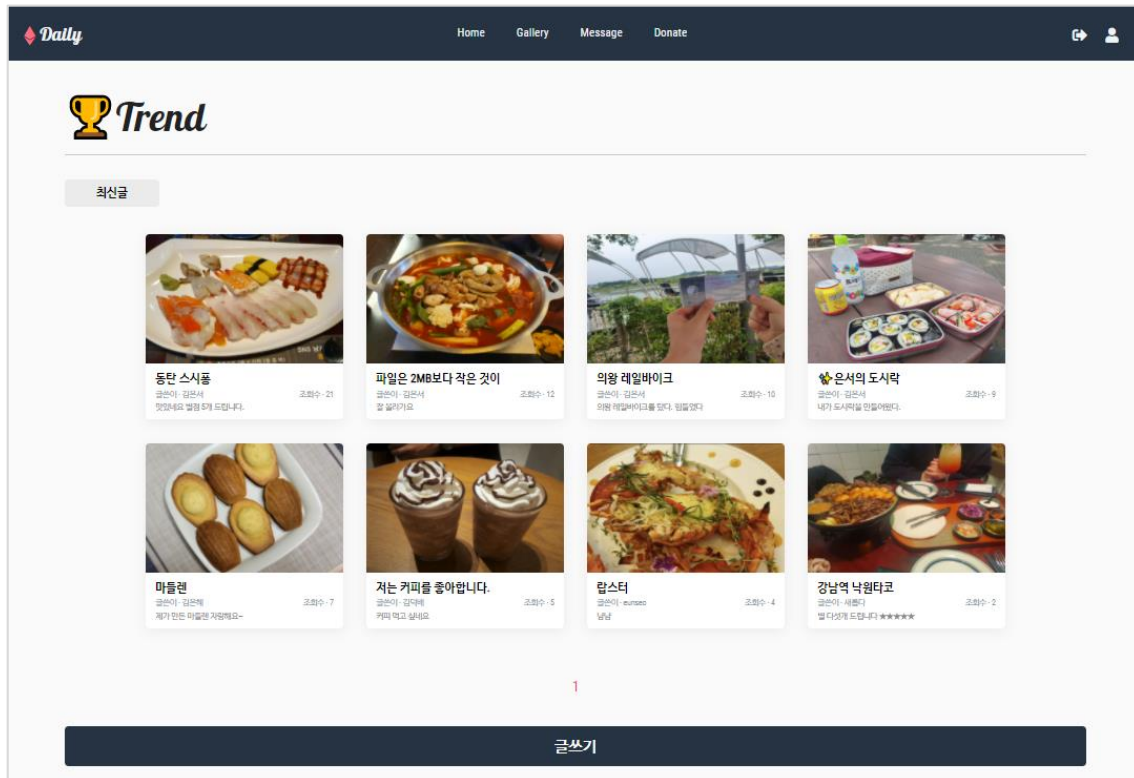 Daily
Home Gallery Message Donate
Trend
최신글
동탄 스시퐁
글쓴이 · 김은서 조회수 · 21
맛있네요 별점 5개 드립니다.
파일은 2MB보다 작은 것이
글쓴이 · 김은서 조회수 · 12
잘 올라가요
의왕 레일바이크
글쓴이 · 김은서 조회수 · 10
의왕 레일바이크를 탔다. 힘들었다
✨은서의 도시락
글쓴이 · 김은서 조회수 · 9
내가 도시락을 만들어왔다.
마들렌
글쓴이 · 김은혜 조회수 · 7
제가 만든 마들렌 자랑해요~
저는 커피를 좋아합니다.
글쓴이 · 김덕배 조회수 · 5
커피 먹고 싶네요
랍스터
글쓴이 · eunseo 조회수 · 4
냠냠
강남역 낙원타코
글쓴이 · 새롭다 조회수 · 2
별 다섯개 드립니다 ★★★★★
1
글쓰기